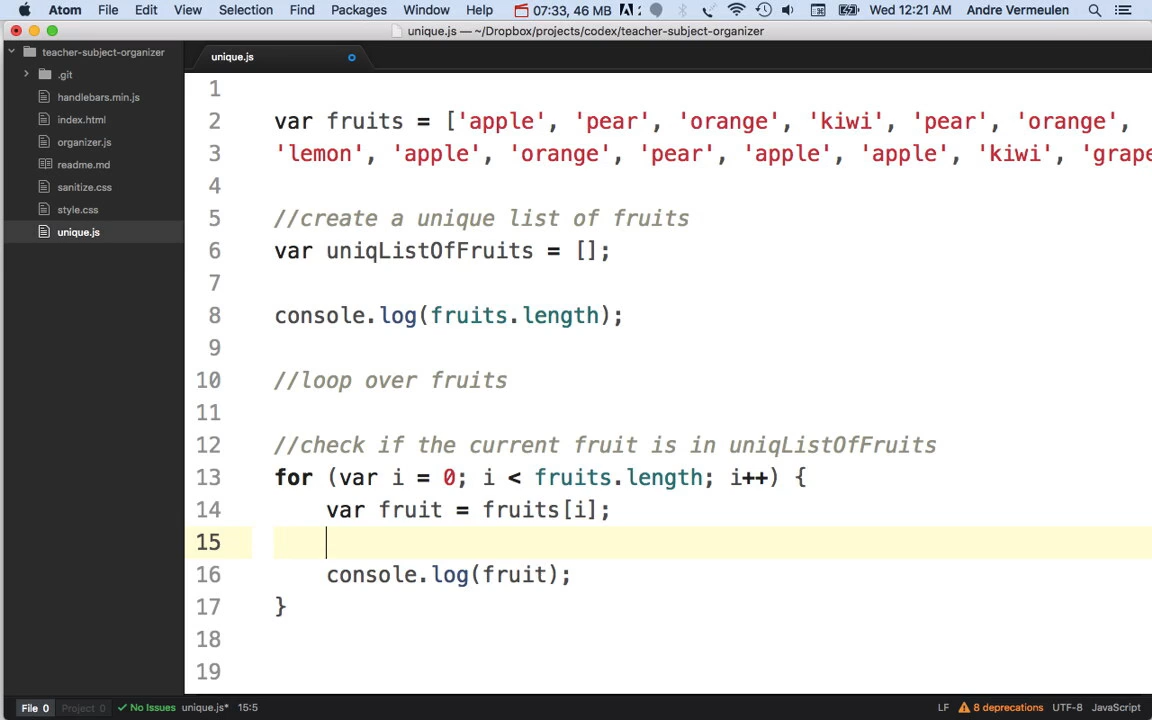 Atom File Edit View Selection Find Packages Window Help 07:33, 46 MB Wed 12:21 AM Andre Vermeulen
unique.js — ~/Dropbox/projects/codex/teacher-subject-organizer
teacher-subject-organizer
.git
handlebars.min.js
index.html
organizer.js
readme.md
sanitize.css
style.css
unique.js
unique.js
1
2 var fruits = ['apple', 'pear', 'orange', 'kiwi', 'pear', 'orange',
3 'lemon', 'apple', 'orange', 'pear', 'apple', 'apple', 'kiwi', 'grape
4
5 //create a unique list of fruits
6 var uniqListOfFruits = [];
7
8 console.log(fruits.length);
9
10 //loop over fruits
11
12 //check if the current fruit is in uniqListOfFruits
13 for (var i = 0; i < fruits.length; i++) {
14 var fruit = fruits[i];
15
16 console.log(fruit);
17 }
18
19
File 0 Project 0 No Issues unique.js* 15:5 LF 8 deprecations UTF-8 JavaScript